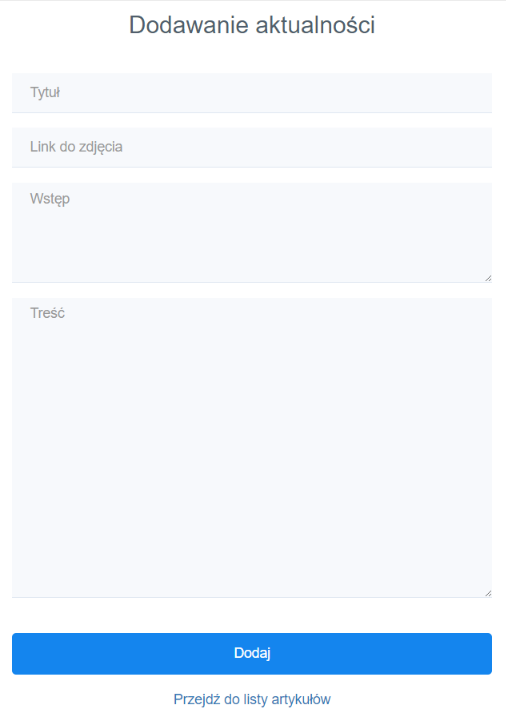 Dodawanie aktualności
Tytuł
Link do zdjęcia
Wstęp
Treść
Dodaj
Przejdź do listy artykułów